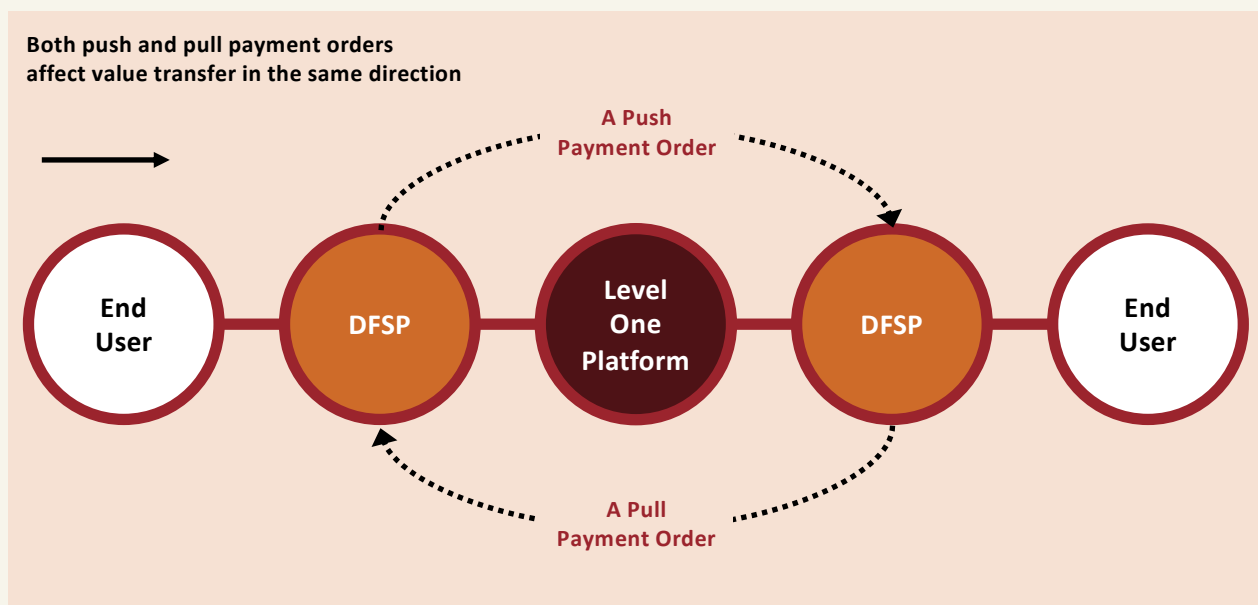 Both push and pull payment orders
affect value transfer in the same direction
A Push
Payment Order
End
User
DFSP
Level
One
Platform
DFSP
End
User
A Pull
Payment Order